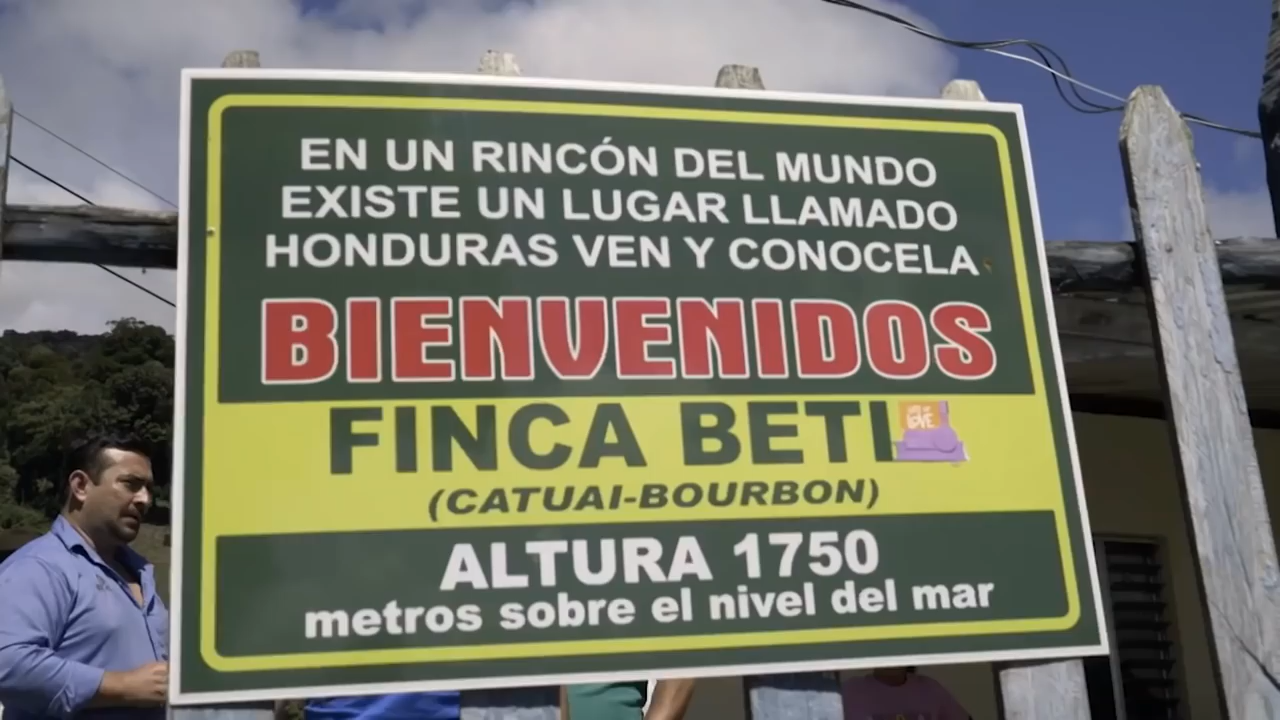 EN UN RINCÓN DEL MUNDO
EXISTE UN LUGAR LLAMADO
HONDURAS VEN Y CONOCELA
BIENVENIDOS
FINCA BETI
LOVE
(CATUAI-BOURBON)
ALTURA 1750
metros sobre el nivel del mar